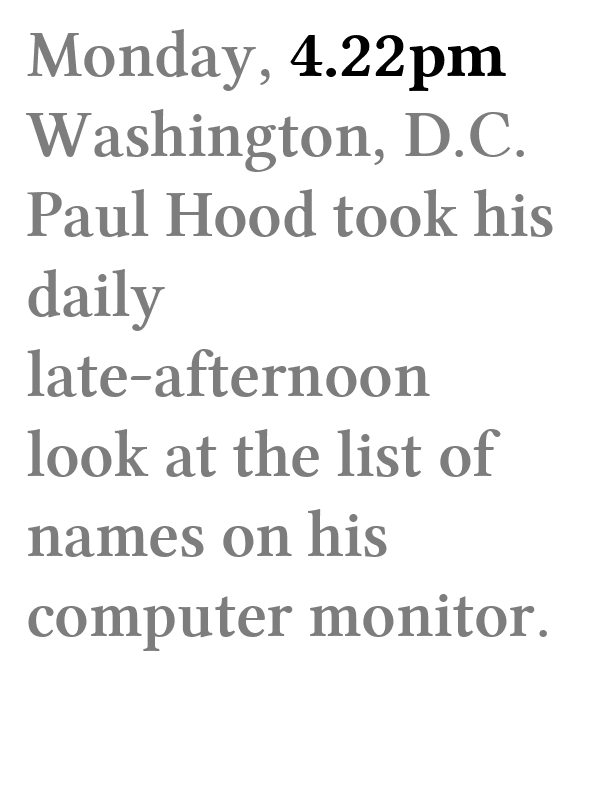 Monday, 4.22pm
Washington, D.C.
Paul Hood took his
daily
late-afternoon
look at the list of
names on his
computer monitor.